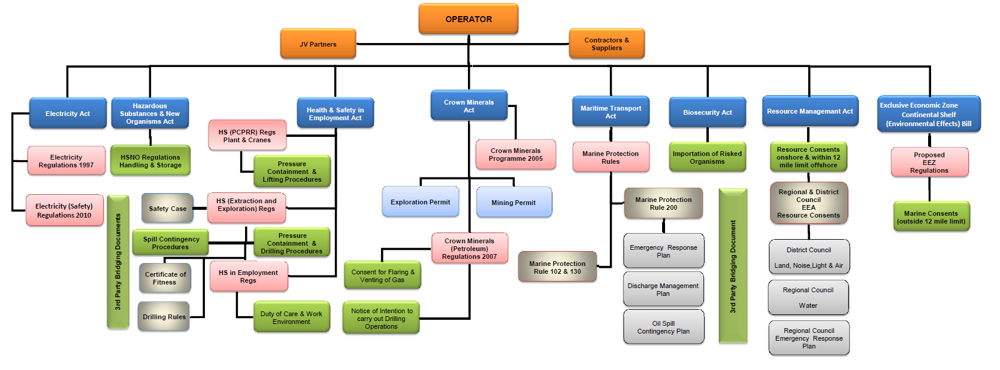 OPERATOR
JV Partners
Contractors &
Suppliers
Electricity Act
Hazardous
Substances & New
Organisms Act
Health & Safety in
Employment Act
Crown Minerals
Act
Maritime Transport
Act
Biosecurity Act
Resource Managemant Act
Exclusive Economic Zone
Continental Shelf
(Environmental Effects) Bill
Electricity
Regulations 1997
Electricity (Safety)
Regulations 2010
HSNO Regulations
Handling & Storage
3rd Party Bridging Documents
HS (PCPRR) Regs
Plant & Cranes
Pressure
Containment &
Lifting Procedures
Safety Case
HS (Extraction and
Exploration) Regs
Spill Contingency
Procedures
Pressure
Containment &
Drilling Procedures
Certificate of
Fitness
HS in Employment
Regs
Drilling Rules
Duty of Care & Work
Environment
Crown Minerals
Programme 2005
Exploration Permit
Mining Permit
Crown Minerals
(Petroleum)
Regulations 2007
Consent for Flaring &
Venting of Gas
Notice of Intention to
carry out Drilling
Operations
Marine Protection
Rules
Marine Protection
Rule 200
Marine Protection
Rule 102 & 130
Emergency Response
Plan
Discharge Management
Plan
Oil Spill
Contingency Plan
Importation of Risked
Organisms
3rd Party Bridging Document
Resource Consents
onshore & within 12
mile limit offshore
Regional & District
Council
EEA
Resource Consents
District Council
Land, Noise,Light & Air
Regional Council
Water
Regional Council
Emergency Response
Plan
Proposed
EEZ
Regulations
Marine Consents
(outside 12 mile limit)